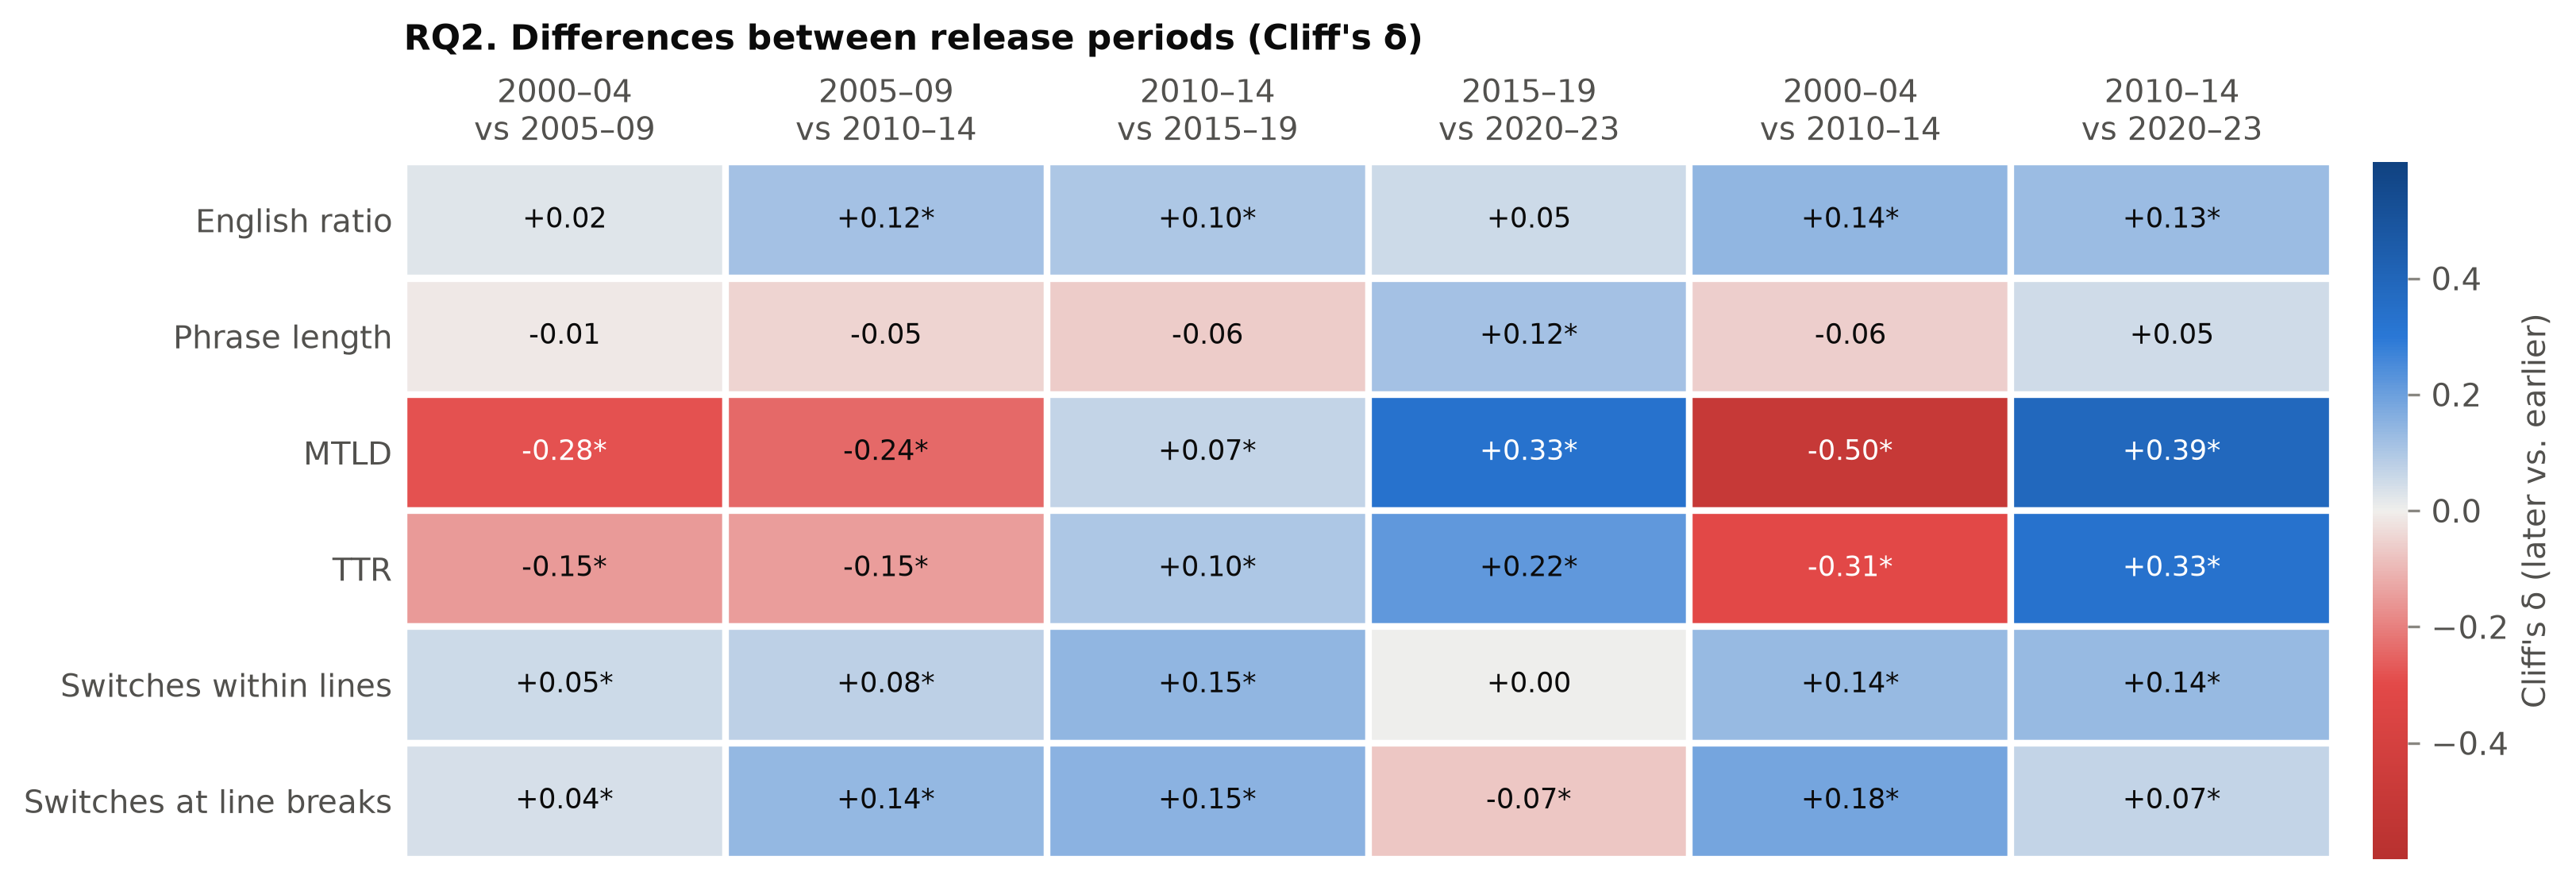 RQ2. Differences between release periods (Cliff's δ)
2000–04 2005–09 2010–14 2015–19 2000–04 2010–14
vs 2005–09 vs 2010–14 vs 2015–19 vs 2020–23 vs 2010–14 vs 2020–23
English ratio +0.02 +0.12* +0.10* +0.05 +0.14* +0.13*
Phrase length -0.01 -0.05 -0.06 +0.12* -0.06 +0.05
MTLD -0.28* -0.24* +0.07* +0.33* -0.50* +0.39*
TTR -0.15* -0.15* +0.10* +0.22* -0.31* +0.33*
Switches within lines +0.05* +0.08* +0.15* +0.00 +0.14* +0.14*
Switches at line breaks +0.04* +0.14* +0.15* -0.07* +0.18* +0.07*
0.4
0.2
0.0
−0.2
−0.4
Cliff's δ (later vs. earlier)